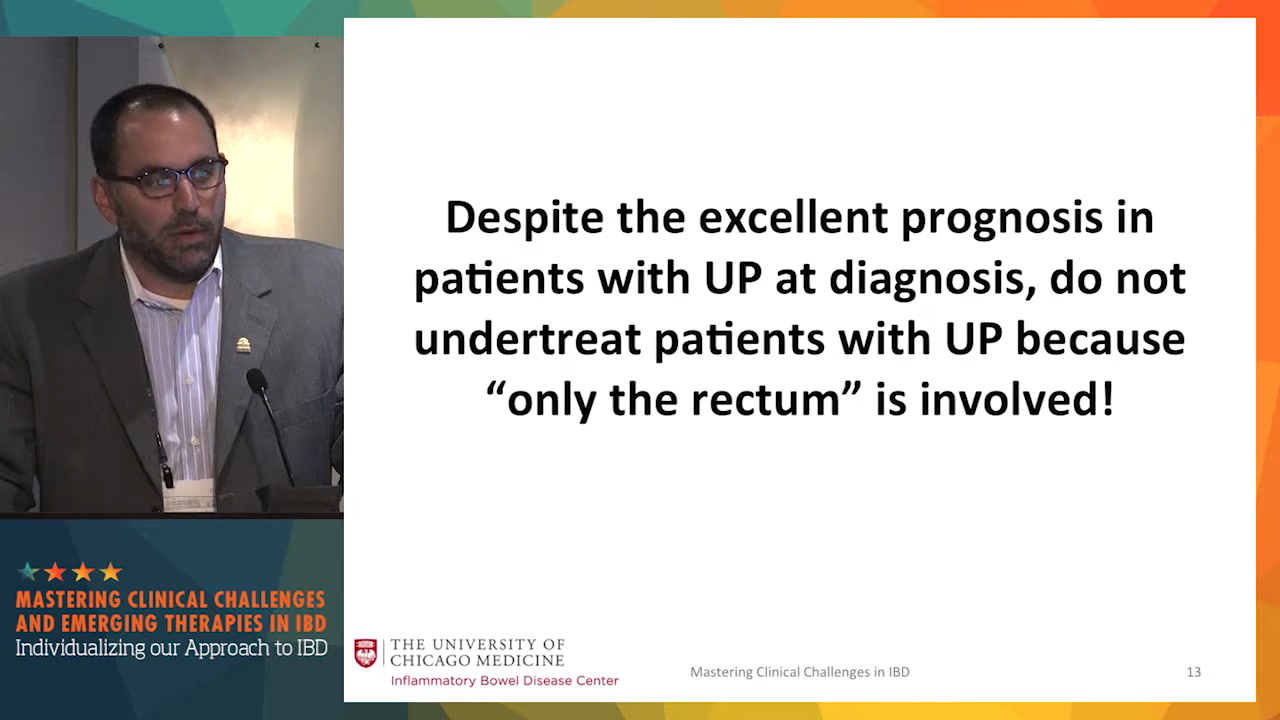 Despite the excellent prognosis in
patients with UP at diagnosis, do not
undertreat patients with UP because
“only the rectum” is involved!
MASTERING CLINICAL CHALLENGES
AND EMERGING THERAPIES IN IBD
Individualizing our Approach to IBD
THE UNIVERSITY OF
CHICAGO MEDICINE
Inflammatory Bowel Disease Center
Mastering Clinical Challenges in IBD
13